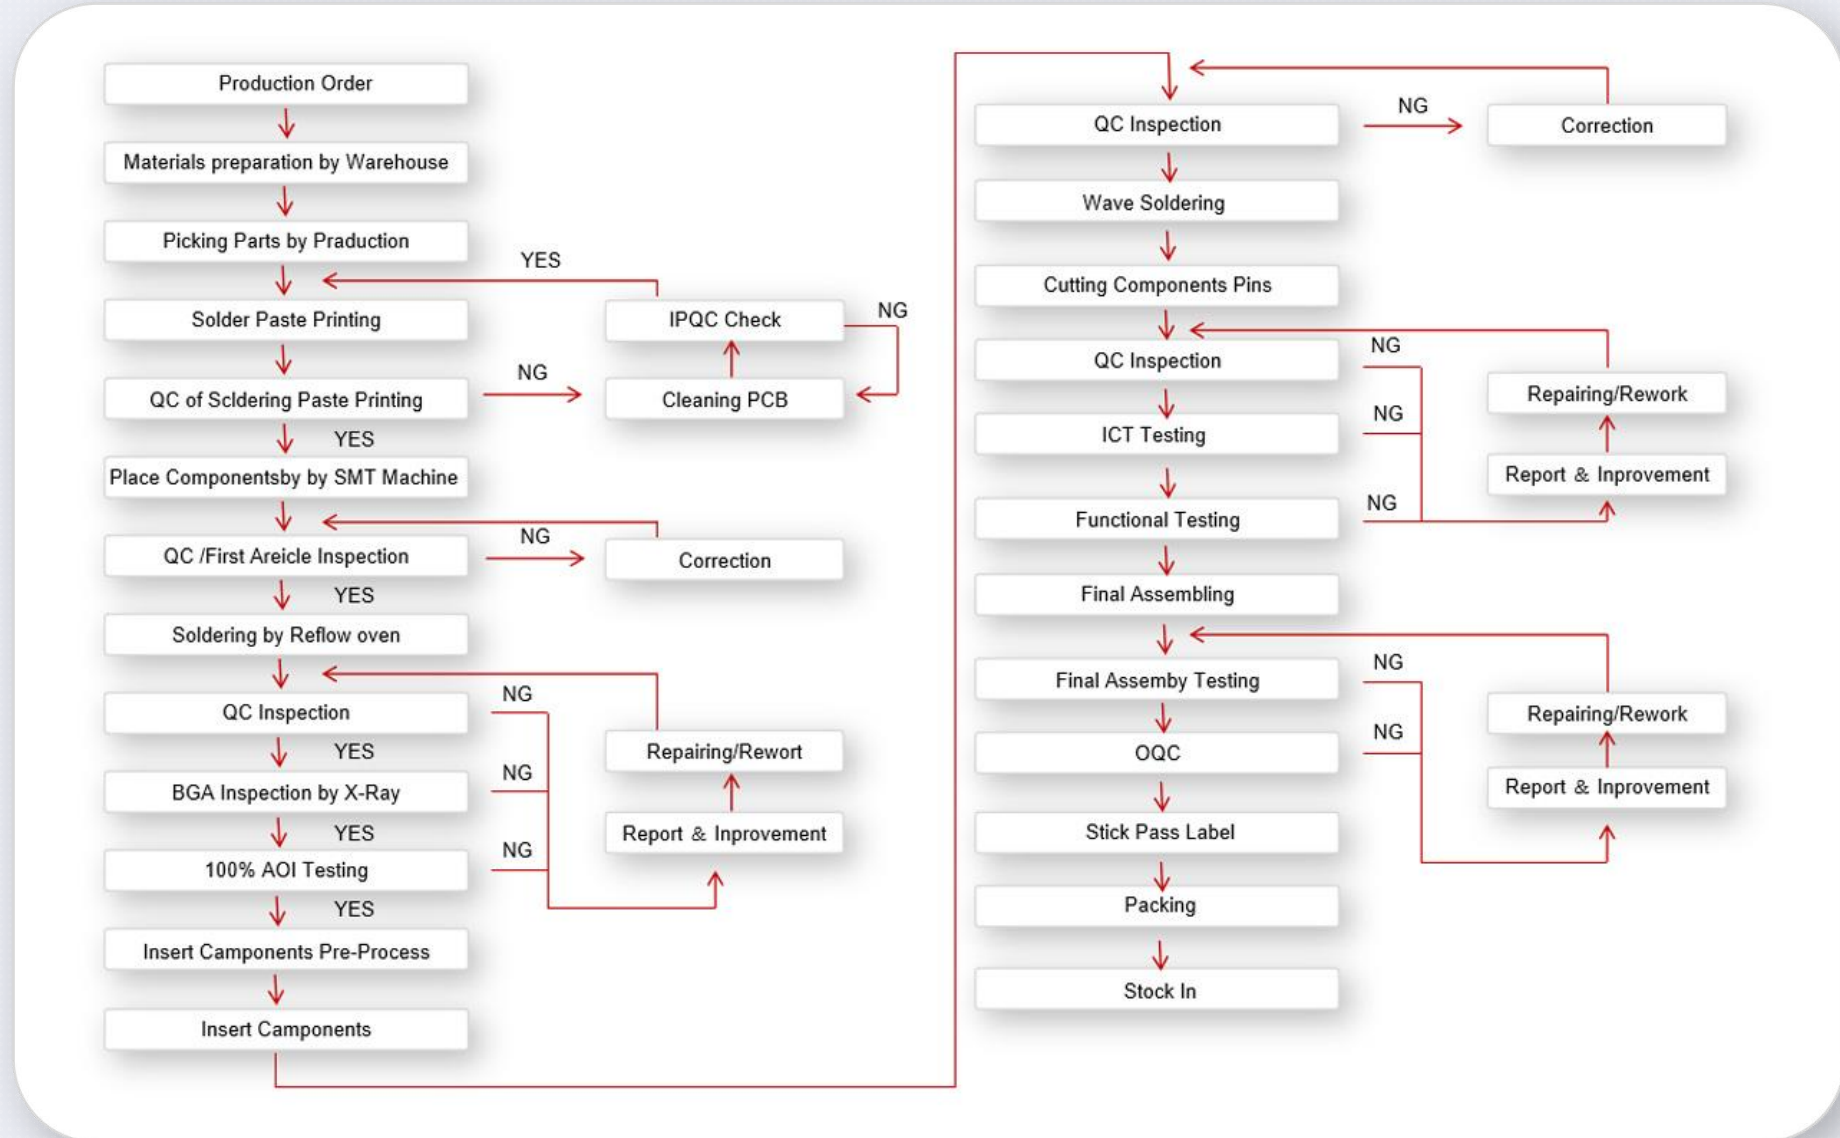 Production Order
Materials preparation by Warehouse
Picking Parts by Praduction
YES
Solder Paste Printing
IPQC Check
NG
QC of Scldering Paste Printing
NG
Cleaning PCB
YES
Place Componentsby by SMT Machine
QC /First Areicle Inspection
NG
Correction
YES
Soldering by Reflow oven
QC Inspection
NG
YES
Repairing/Rewort
BGA Inspection by X-Ray
NG
YES
Report & Inprovement
100% AOI Testing
NG
YES
Insert Camponents Pre-Process
Insert Camponents
QC Inspection
NG
Correction
Wave Soldering
Cutting Components Pins
QC Inspection
NG
Repairing/Rework
ICT Testing
NG
Report & Inprovement
Functional Testing
NG
Final Assembling
Final Assemby Testing
NG
Repairing/Rework
OQC
NG
Report & Inprovement
Stick Pass Label
Packing
Stock In